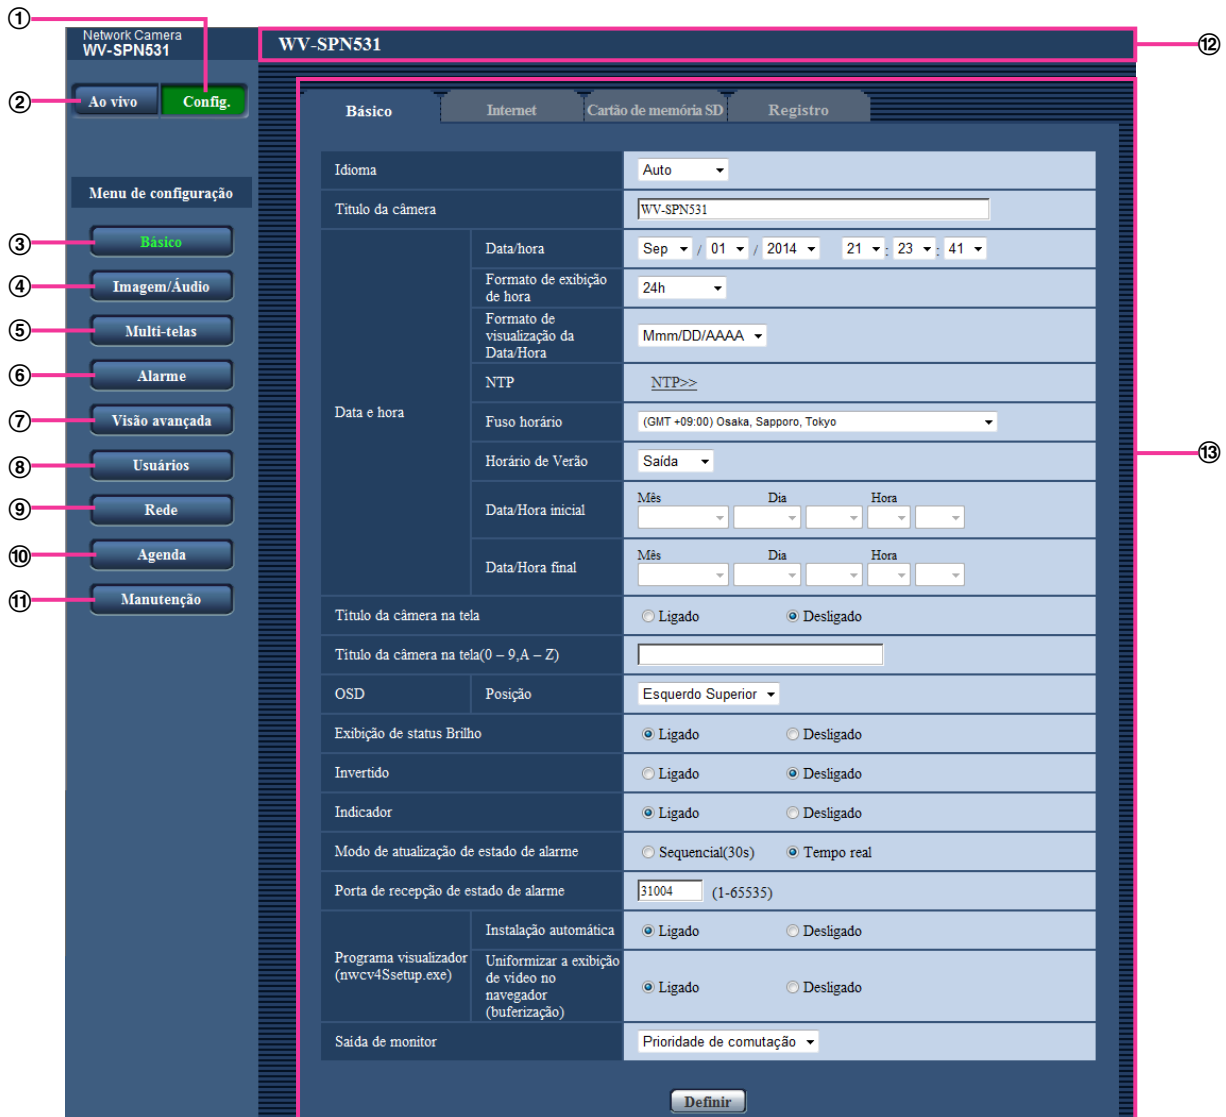 ①
Network Camera
WV-SPN531
WV-SPN531
⑫
② Ao vivo Config.
Básico Internet Cartão de memória SD Registro
Menu de configuração
③ Básico
④ Imagem/Áudio
⑤ Multi-telas
⑥ Alarme
⑦ Visão avançada
⑧ Usuários
⑨ Rede
⑩ Agenda
⑪ Manutenção
⑬
Idioma Auto
Título da câmera WV-SPN531
Data e hora
Data/hora Sep / 01 / 2014 21 : 23 : 41
Formato de exibição
de hora
24h
Formato de
visualização da
Data/Hora
Mmm/DD/AAAA
NTP NTP>>
Fuso horário (GMT +09:00) Osaka, Sapporo, Tokyo
Horário de Verão Saída
Data/Hora inicial Mês Dia Hora
Data/Hora final Mês Dia Hora
Título da câmera na tela Ligado Desligado
Título da câmera na tela(0 – 9,A – Z)
OSD Posição Esquerdo Superior
Exibição de status Brilho Ligado Desligado
Invertido Ligado Desligado
Indicador Ligado Desligado
Modo de atualização de estado de alarme Sequencial(30s) Tempo real
Porta de recepção de estado de alarme 31004 (1-65535)
Programa visualizador
(nwcv4Ssetup.exe)
Instalação automática Ligado Desligado
Uniformizar a exibição
de vídeo no
navegador
(buferização)
Ligado Desligado
Saída de monitor Prioridade de comutação
Definir